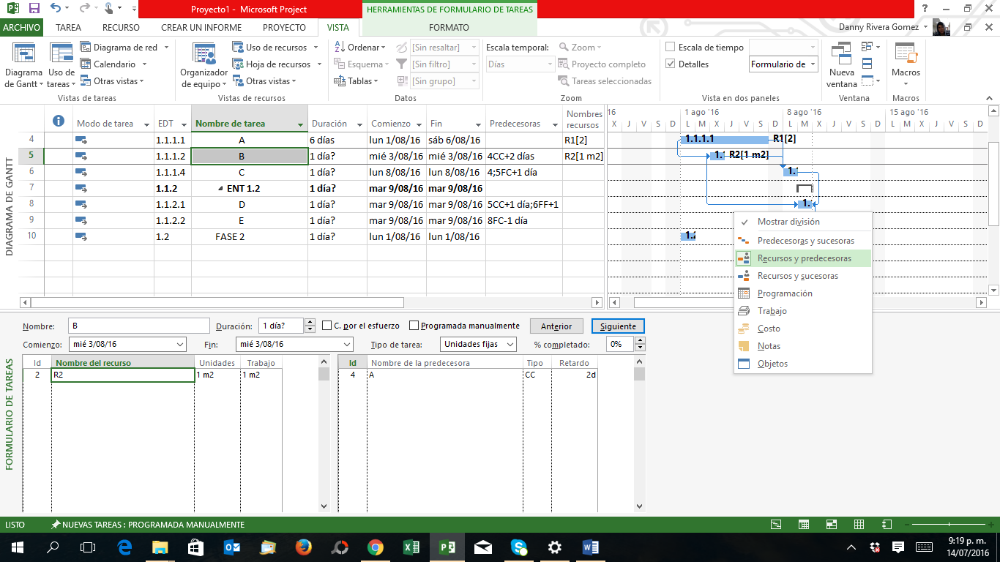 Proyecto1 - Microsoft Project
HERRAMIENTAS DE FORMULARIO DE TAREAS
ARCHIVO TAREA RECURSO CREAR UN INFORME PROYECTO VISTA FORMATO Danny Rivera Gomez
Diagrama de Gantt
Uso de tareas
Diagrama de red
Calendario
Otras vistas
Vistas de tareas
Organizador de equipo
Uso de recursos
Hoja de recursos
Otras vistas
Vistas de recursos
Ordenar
Esquema
Tablas
[Sin resaltar]
[Sin filtro]
[Sin grupo]
Datos
Escala temporal:
Días
Zoom
Proyecto completo
Tareas seleccionadas
Zoom
Escala de tiempo
Detalles
Formulario de
Vista en dos paneles
Nueva ventana
Ventana
Macros
Macros
DIAGRAMA DE GANTT
Modo de tarea EDT Nombre de tarea Duración Comienzo Fin Predecesoras Nombres recursos
4 1.1.1.1 A 6 días lun 1/08/16 sáb 6/08/16 R1[2]
5 1.1.1.2 B 1 día? mié 3/08/16 mié 3/08/16 4CC+2 días R2[1 m2]
6 1.1.1.4 C 1 día? lun 8/08/16 lun 8/08/16 4;5FC+1 día
7 1.1.2 ENT 1.2 1 día? mar 9/08/16 mar 9/08/16
8 1.1.2.1 D 1 día? mar 9/08/16 mar 9/08/16 5CC+1 día;6FF+1
9 1.1.2.2 E 1 día? mar 9/08/16 mar 9/08/16 8FC-1 día
10 1.2 FASE 2 1 día? lun 1/08/16 lun 1/08/16
16 1 ago '16 8 ago '16 15 ago '16
X J V S D L M X J V S D L M X J V S D L M X J V S D
1.1.1.1 R1[2]
1. R2[1 m2]
1.
1.
1.2
Mostrar división
Predecesoras y sucesoras
Recursos y predecesoras
Recursos y sucesoras
Programación
Trabajo
Costo
Notas
Objetos
FORMULARIO DE TAREAS
Nombre: B Duración: 1 día? C. por el esfuerzo Programada manualmente Anterior Siguiente
Comienzo: mié 3/08/16 Fin: mié 3/08/16 Tipo de tarea: Unidades fijas % completado: 0%
Id Nombre del recurso Unidades Trabajo
2 R2 1 m2 1 m2
Id Nombre de la predecesora Tipo Retardo
4 A CC 2d
LISTO NUEVAS TAREAS : PROGRAMADA MANUALMENTE
9:19 p. m.
14/07/2016